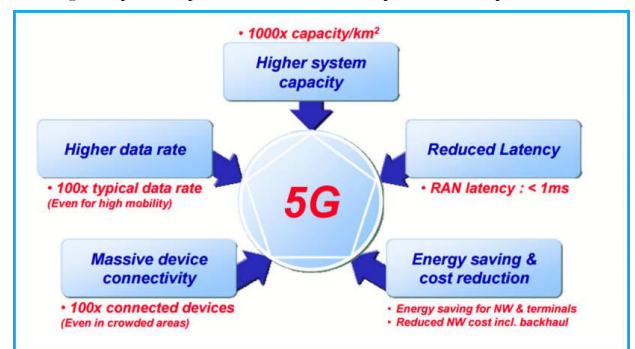 • 1000x capacity/km²
Higher system
capacity
Higher data rate
• 100x typical data rate
(Even for high mobility)
Reduced Latency
• RAN latency : < 1ms
5G
Massive device
connectivity
• 100x connected devices
(Even in crowded areas)
Energy saving &
cost reduction
• Energy saving for NW & terminals
• Reduced NW cost incl. backhaul